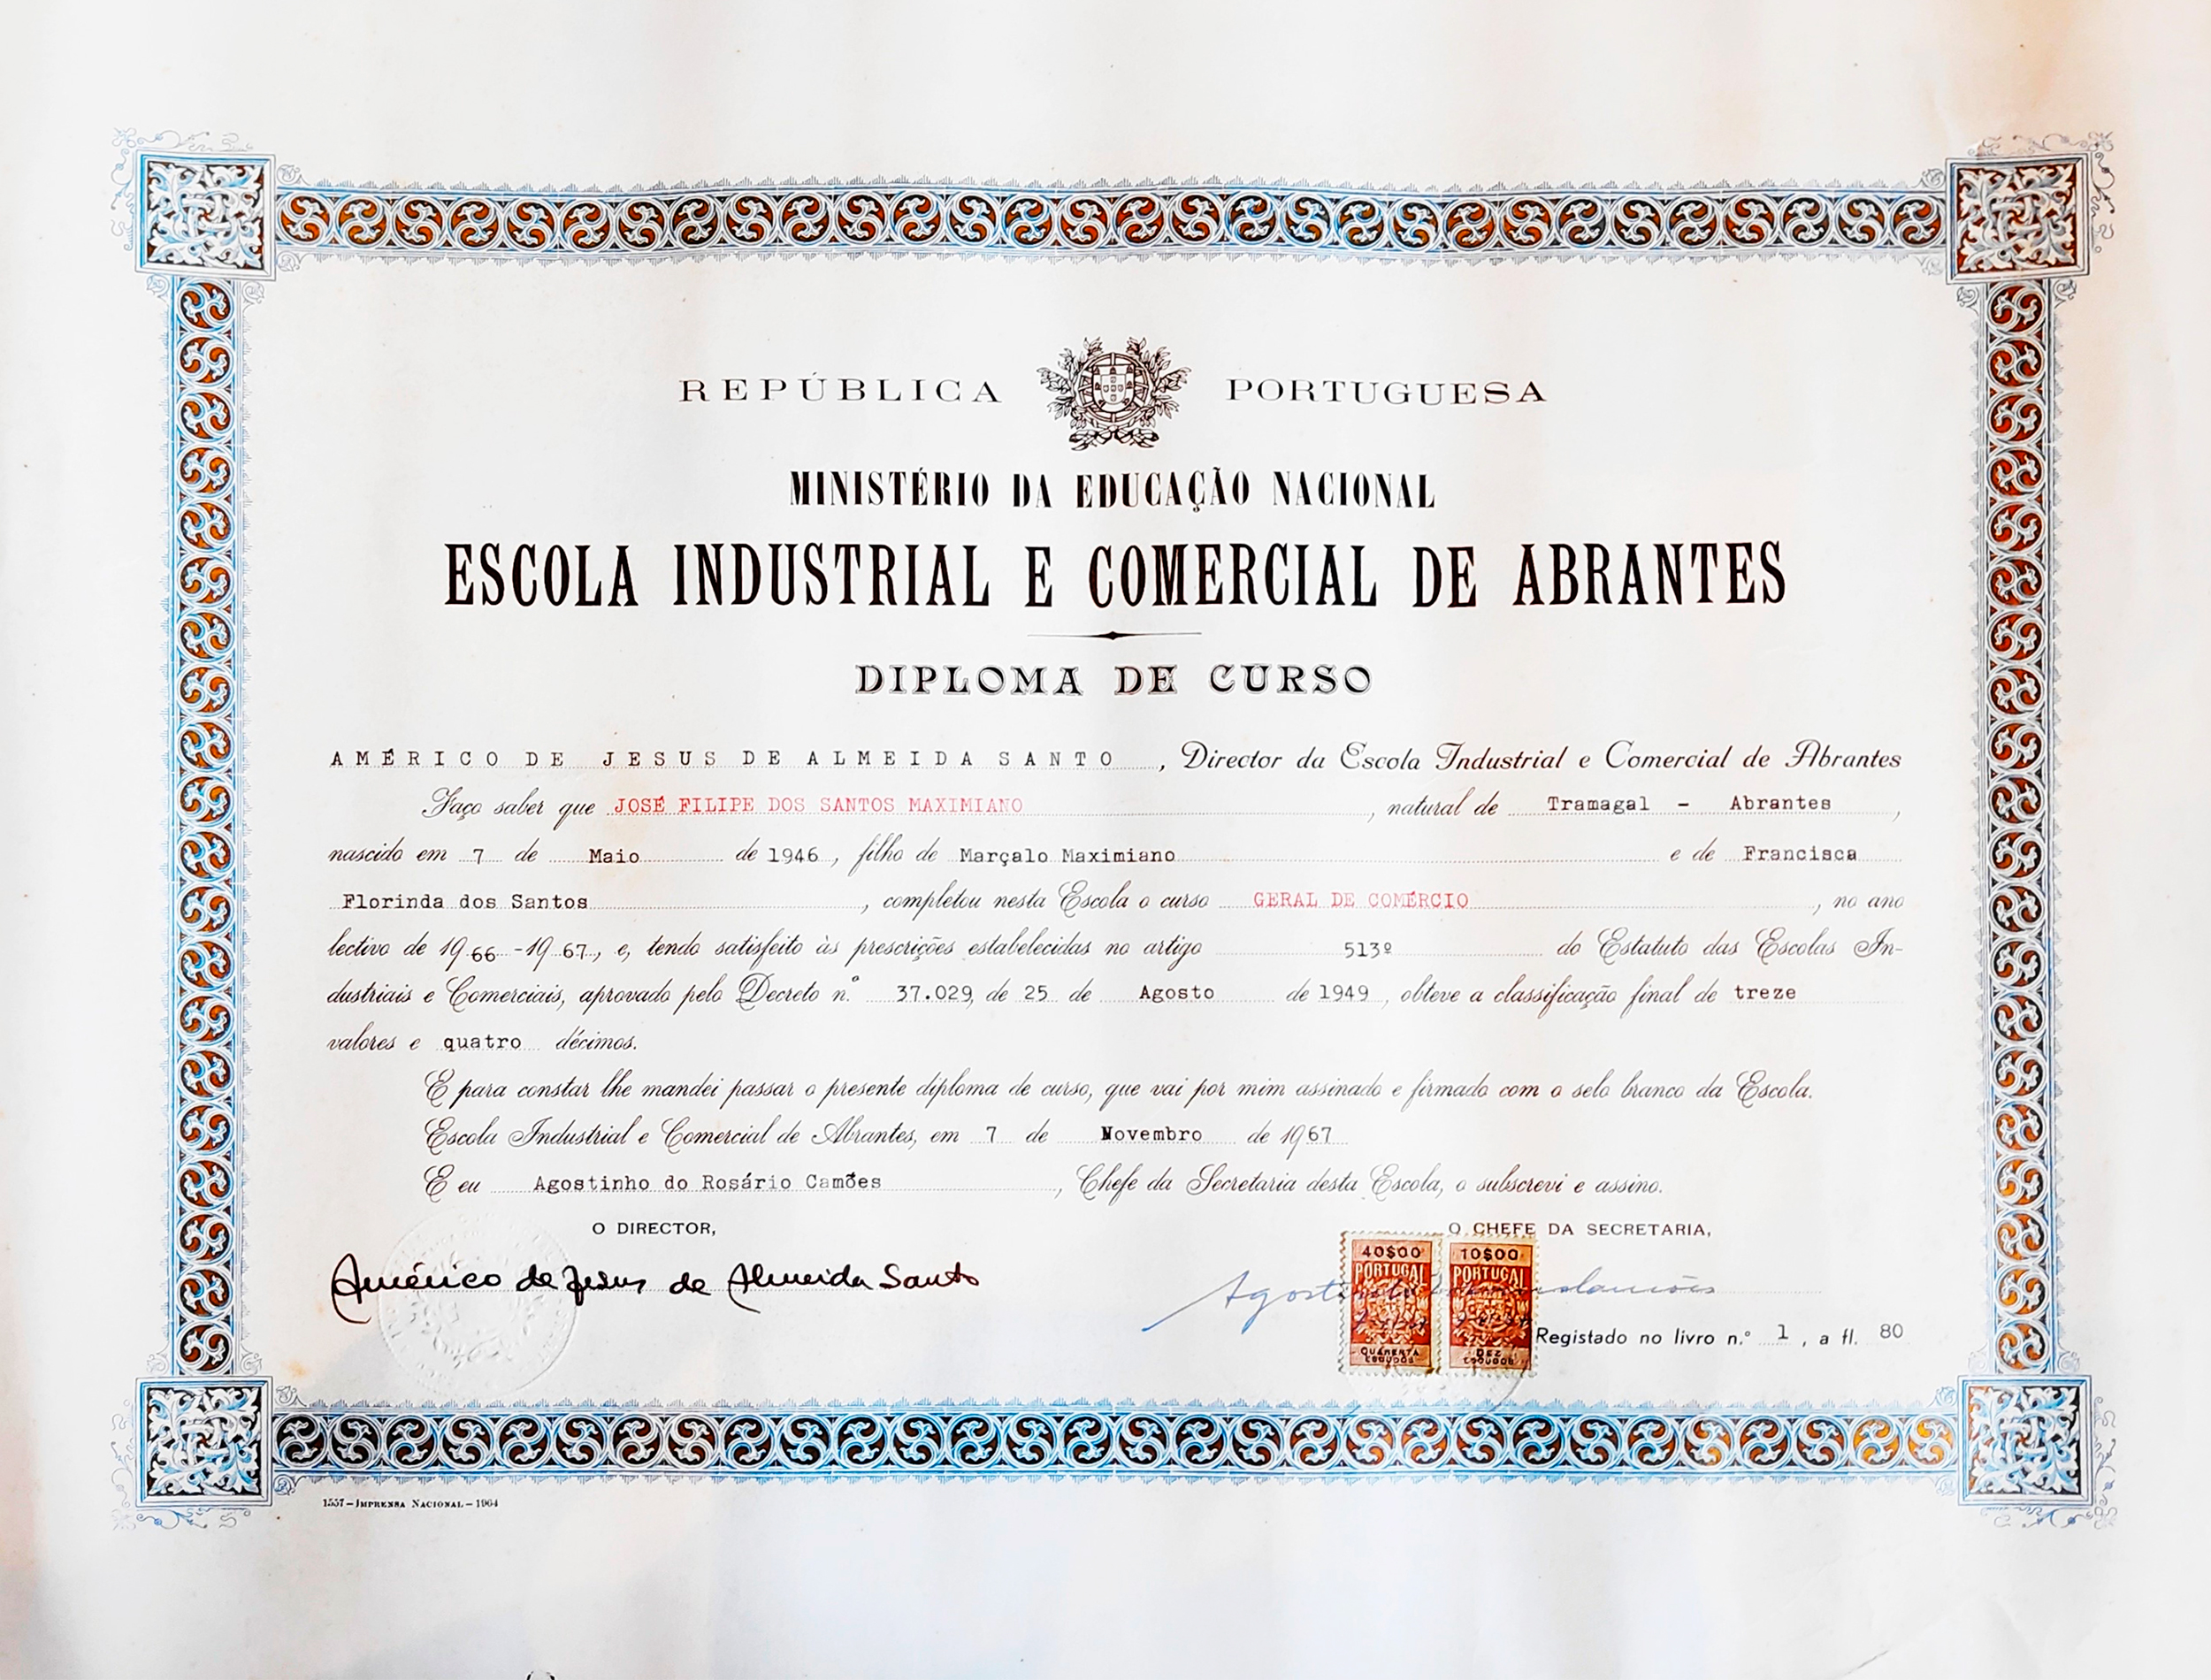 REPÚBLICA PORTUGUESA
MINISTÉRIO DA EDUCAÇÃO NACIONAL
ESCOLA INDUSTRIAL E COMERCIAL DE ABRANTES
DIPLOMA DE CURSO
AMÉRICO DE JESUS DE ALMEIDA SANTO, Director da Escola Industrial e Comercial de Abrantes
Faço saber que JOSÉ FILIPE DOS SANTOS MAXIMIANO, natural de Tramagal - Abrantes,
nascido em 7 de Maio de 1946, filho de Marçalo Maximiano e de Francisca
Florinda dos Santos, completou nesta Escola o curso GERAL DE COMÉRCIO, no ano
lectivo de 1966-1967, e, tendo satisfeito às prescrições estabelecidas no artigo 513º do Estatuto das Escolas In-
dustriais e Comerciais, aprovado pelo Decreto n.º 37.029, de 25 de Agosto de 1949, obteve a classificação final de treze
valores e quatro décimos.
E para constar lhe mandei passar o presente diploma de curso, que vai por mim assinado e firmado com o selo branco da Escola.
Escola Industrial e Comercial de Abrantes, em 7 de Novembro de 1967
E eu Agostinho do Rosário Camões, Chefe da Secretaria desta Escola, o subscrevi e assino.
O DIRECTOR, O CHEFE DA SECRETARIA,
40$00 10$00
PORTUGAL PORTUGAL
Américo de Jesus de Almeida Santo Agostinho Camões
QUARENTA ESCUDOS DEZ ESCUDOS
Registado no livro n.º 1, a fl. 80
1557—IMPRENSA NACIONAL—1964